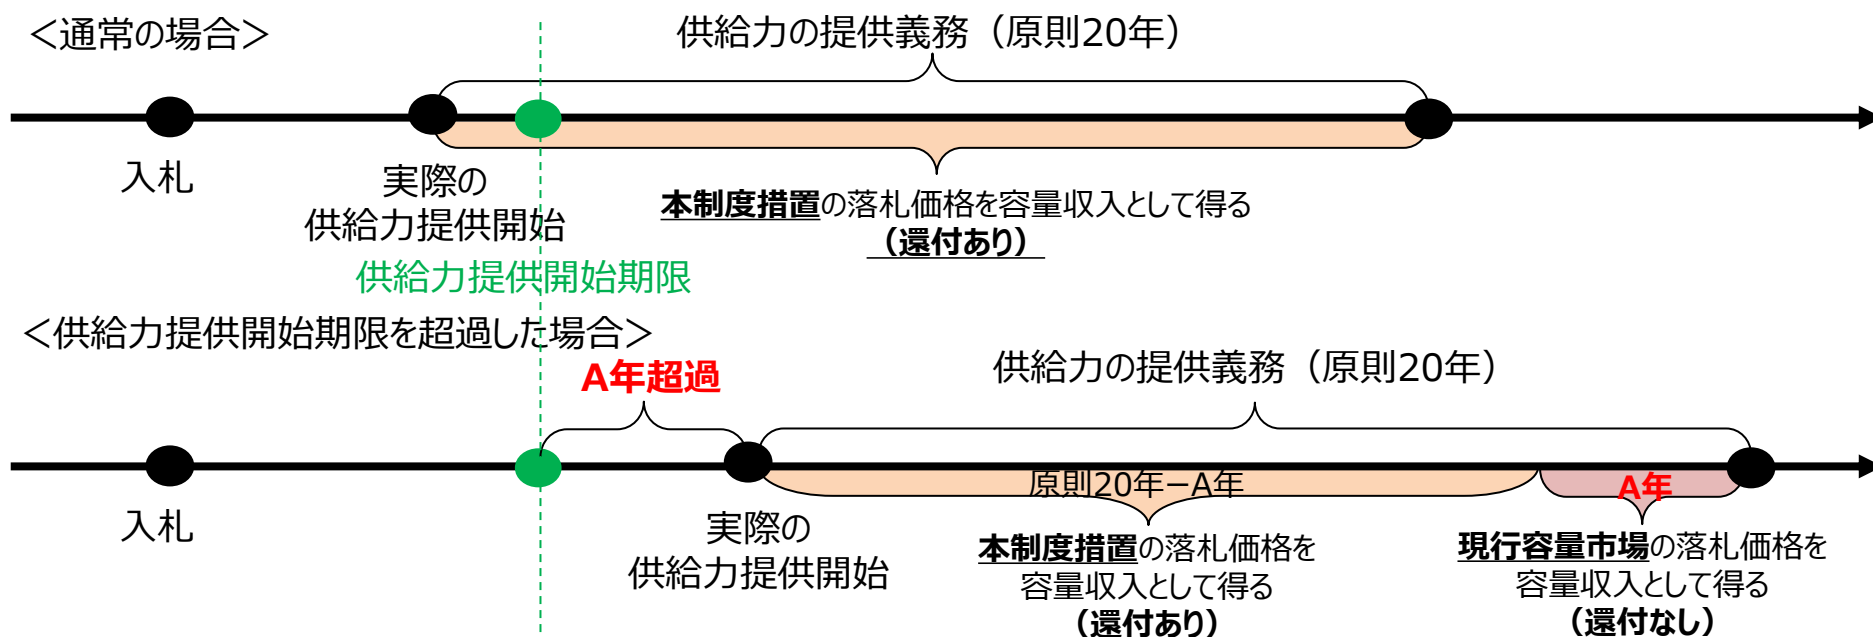 ＜通常の場合＞
供給力の提供義務（原則20年）
入札
実際の
供給力提供開始
本制度措置の落札価格を容量収入として得る
（還付あり）
供給力提供開始期限
＜供給力提供開始期限を超過した場合＞
A年超過
供給力の提供義務（原則20年）
原則20年－A年
A年
入札
実際の
供給力提供開始
本制度措置の落札価格を
容量収入として得る
（還付あり）
現行容量市場の落札価格を
容量収入として得る
（還付なし）